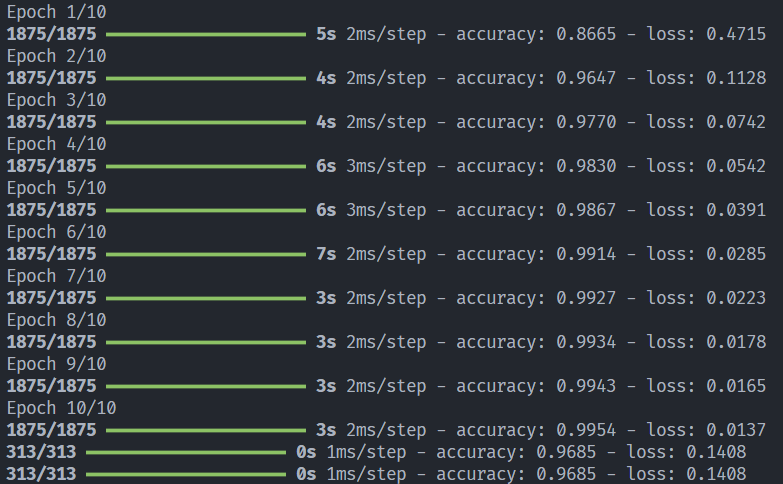 Epoch 1/10
1875/1875 5s 2ms/step - accuracy: 0.8665 - loss: 0.4715
Epoch 2/10
1875/1875 4s 2ms/step - accuracy: 0.9647 - loss: 0.1128
Epoch 3/10
1875/1875 4s 2ms/step - accuracy: 0.9770 - loss: 0.0742
Epoch 4/10
1875/1875 6s 3ms/step - accuracy: 0.9830 - loss: 0.0542
Epoch 5/10
1875/1875 6s 3ms/step - accuracy: 0.9867 - loss: 0.0391
Epoch 6/10
1875/1875 7s 2ms/step - accuracy: 0.9914 - loss: 0.0285
Epoch 7/10
1875/1875 3s 2ms/step - accuracy: 0.9927 - loss: 0.0223
Epoch 8/10
1875/1875 3s 2ms/step - accuracy: 0.9934 - loss: 0.0178
Epoch 9/10
1875/1875 3s 2ms/step - accuracy: 0.9943 - loss: 0.0165
Epoch 10/10
1875/1875 3s 2ms/step - accuracy: 0.9954 - loss: 0.0137
313/313 0s 1ms/step - accuracy: 0.9685 - loss: 0.1408
313/313 0s 1ms/step - accuracy: 0.9685 - loss: 0.1408